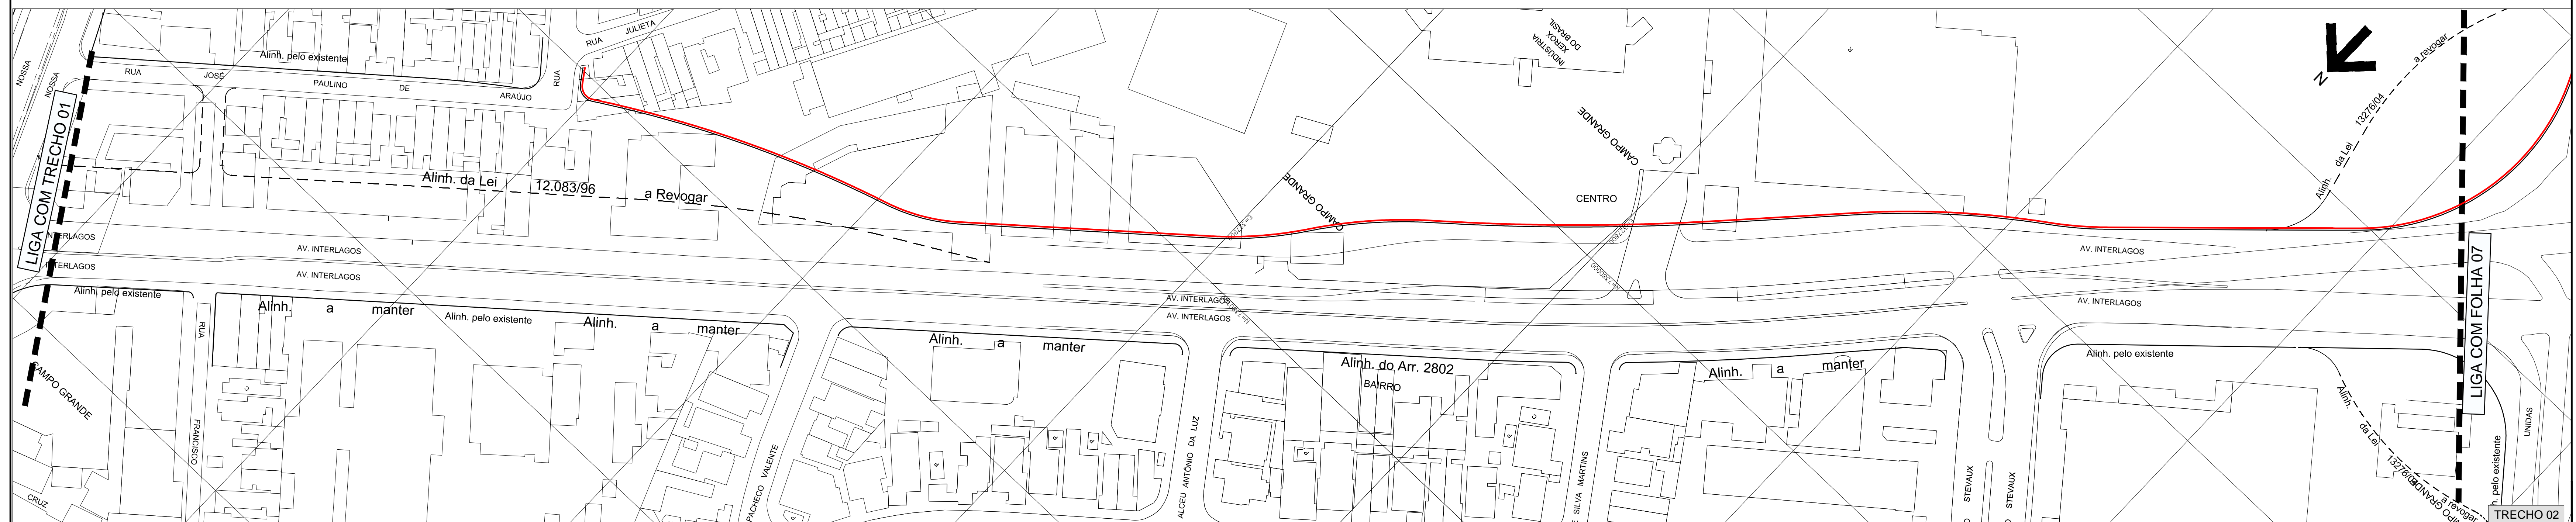 NOSSA
NOSSA
LIGA COM TRECHO 01
RUA JOSÉ PAULINO DE ARAÚJO
Alinh. pelo existente
RUA
RUA JULIETA
Alinh. da Lei 12.083/96 a Revogar
INTERLAGOS
INTERLAGOS
AV. INTERLAGOS
AV. INTERLAGOS
Alinh. pelo existente
RUA FRANCISCO
CAMPO GRANDE
CRUZ
Alinh. a manter
Alinh. pelo existente
Alinh. a manter
PACHECO VALENTE
Alinh. a manter
AV. INTERLAGOS
AV. INTERLAGOS
ALCEU ANTÔNIO DA LUZ
Alinh. do Arr. 2802
BAIRRO
CAMPO GRANDE
INDÚSTRIA
XEROX
DO BRASIL
CAMPO GRANDE
CENTRO
SILVA MARTINS
Alinh. a manter
STEVAUX
STEVAUX
N
Alinh. da Lei 13276/04 a revogar
AV. INTERLAGOS
AV. INTERLAGOS
Alinh. pelo existente
Alinh. da Lei 13276/04 a revogar
LIGA COM FOLHA 07
UNIDAS
pelo existente
TRECHO 02